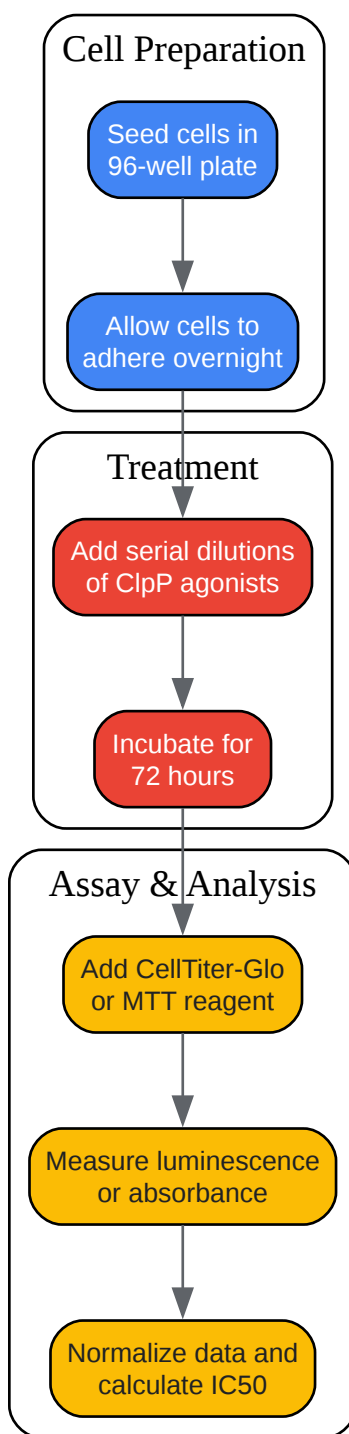 Cell Preparation
Seed cells in
96-well plate
Allow cells to
adhere overnight
Treatment
Add serial dilutions
of ClpP agonists
Incubate for
72 hours
Assay & Analysis
Add CellTiter-Glo
or MTT reagent
Measure luminescence
or absorbance
Normalize data and
calculate IC50